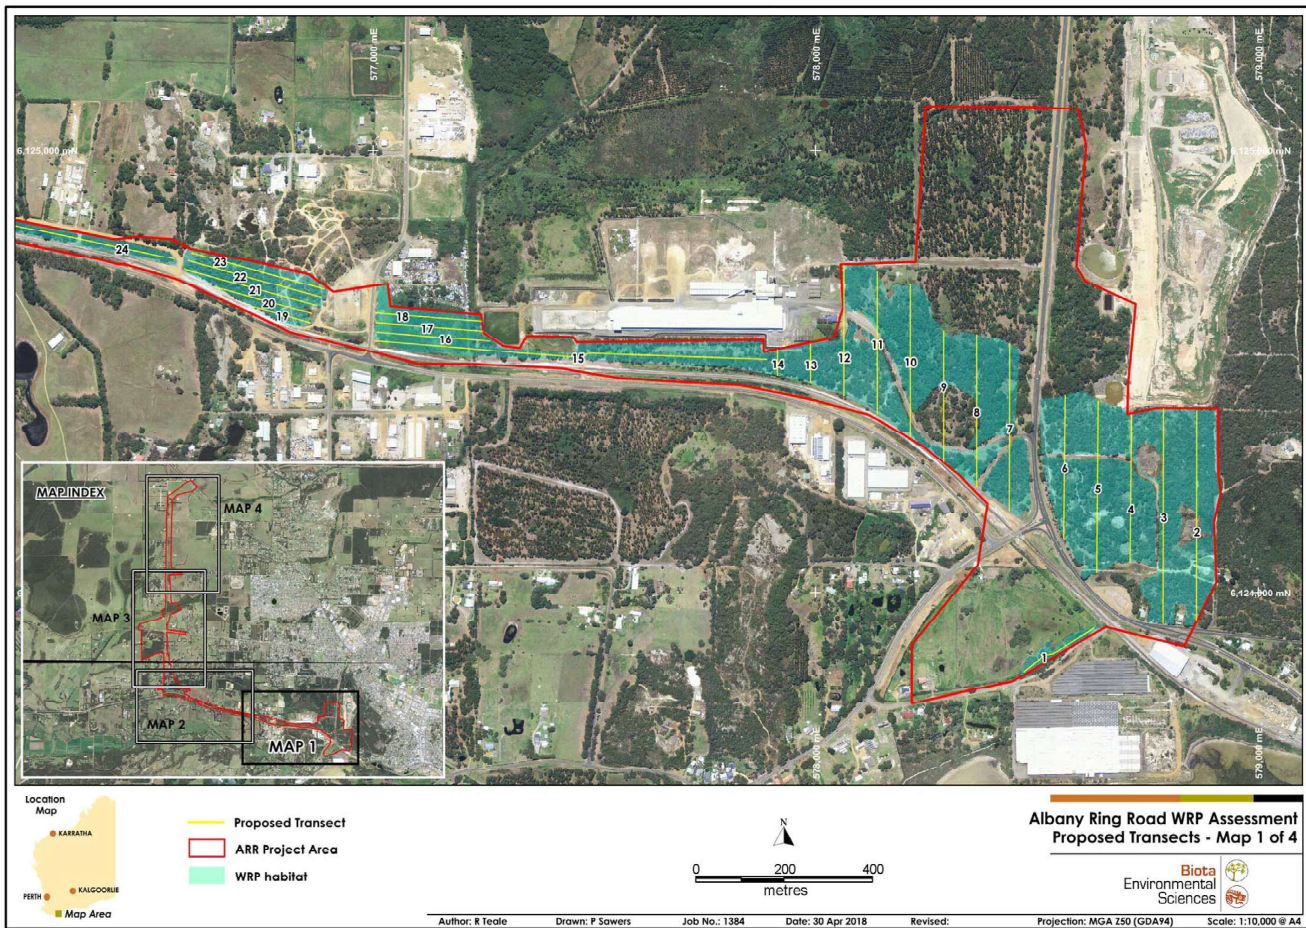 577,000 mE
578,000 mE
579,000 mE
6,125,000 mN
6,125,000 mN
24
23
22
21
20
19
18
17
16
15
14
13
12
11
10
9
8
7
6
5
4
3
2
1
6,124,000 mN
578,000 mE
579,000 mE
MAP INDEX
MAP 4
MAP 3
MAP 2
MAP 1
Location
Map
KARRATHA
KALGOORLIE
PERTH
Map Area
Proposed Transect
ARR Project Area
WRP habitat
N
0 200 400
metres
Albany Ring Road WRP Assessment
Proposed Transects - Map 1 of 4
Biota
Environmental
Sciences
Author: R Teale Drawn: P Sawers Job No.: 1384 Date: 30 Apr 2018 Revised: Projection: MGA Z50 (GDA94) Scale: 1:10,000 @ A4